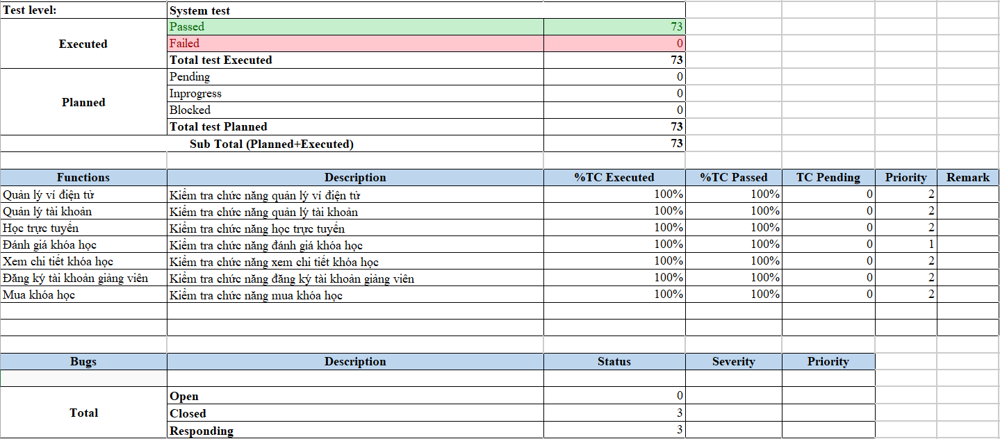 Test level: System test
Executed Passed 73
Failed 0
Total test Executed 73
Planned Pending 0
Inprogress 0
Blocked 0
Total test Planned 73
Sub Total (Planned+Executed) 73
Functions Description %TC Executed %TC Passed TC Pending Priority Remark
Quản lý ví điện tử Kiểm tra chức năng quản lý ví điện tử 100% 100% 0 2
Quản lý tài khoản Kiểm tra chức năng quản lý tài khoản 100% 100% 0 2
Học trực tuyến Kiểm tra chức năng học trực tuyến 100% 100% 0 2
Đánh giá khóa học Kiểm tra chức năng đánh giá khóa học 100% 100% 0 1
Xem chi tiết khóa học Kiểm tra chức năng xem chi tiết khóa học 100% 100% 0 2
Đăng ký tài khoản giảng viên Kiểm tra chức năng đăng ký tài khoản giảng viên 100% 100% 0 2
Mua khóa học Kiểm tra chức năng mua khóa học 100% 100% 0 2
Bugs Description Status Severity Priority
Total Open 0
Closed 3
Responding 3